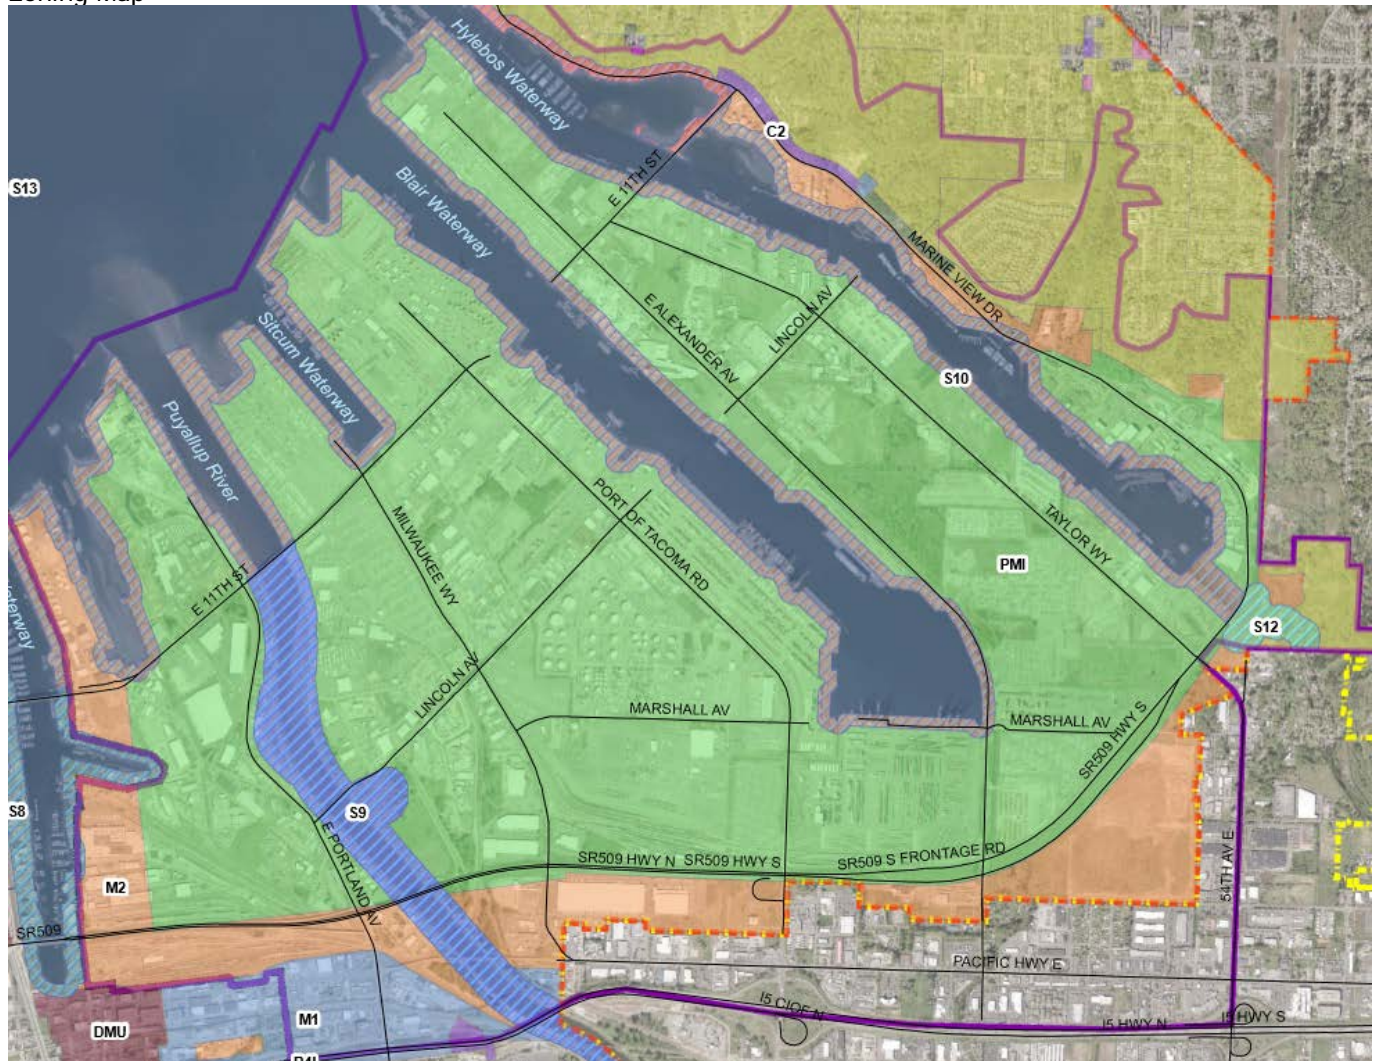 Zoning Map
Hylebos Waterway
C2
E 11TH ST
S13
Blair Waterway
MARINE VIEW DR
E ALEXANDER AV
LINCOLN AV
Sitcum Waterway
S10
Puyallup River
PORT OF TACOMA RD
MILWAUKEE WY
TAYLOR WY
PMI
E 11TH ST
S12
LINCOLN AV
MARSHALL AV
MARSHALL AV
SR509 HWY S
S8
S9
E PORTLAND AV
SR509 HWY N
SR509 HWY S
SR509 S FRONTAGE RD
54TH AV E
M2
SR509
PACIFIC HWY E
M1
DMU
I5 HWY N
I5 HWY S